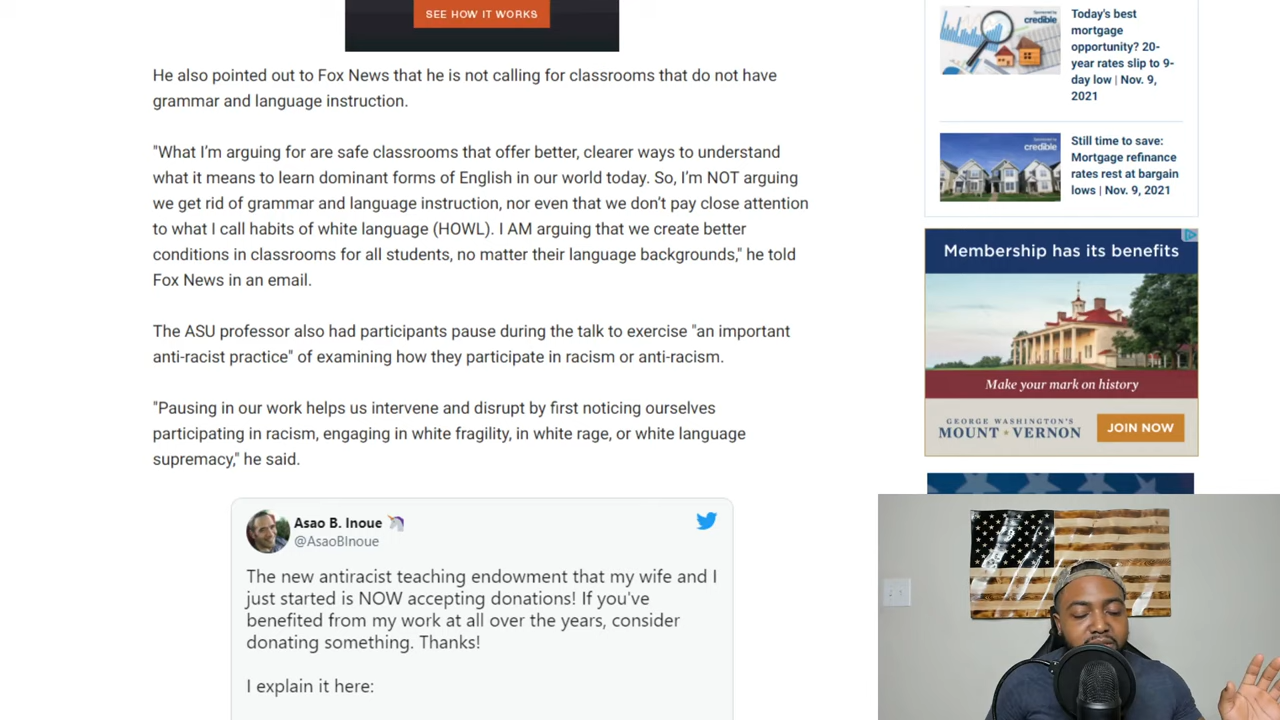 SEE HOW IT WORKS
He also pointed out to Fox News that he is not calling for classrooms that do not have
grammar and language instruction.
"What I’m arguing for are safe classrooms that offer better, clearer ways to understand
what it means to learn dominant forms of English in our world today. So, I’m NOT arguing
we get rid of grammar and language instruction, nor even that we don’t pay close attention
to what I call habits of white language (HOWL). I AM arguing that we create better
conditions in classrooms for all students, no matter their language backgrounds," he told
Fox News in an email.
The ASU professor also had participants pause during the talk to exercise "an important
anti-racist practice" of examining how they participate in racism or anti-racism.
"Pausing in our work helps us intervene and disrupt by first noticing ourselves
participating in racism, engaging in white fragility, in white rage, or white language
supremacy," he said.
Asao B. Inoue
@AsaoBInoue
The new antiracist teaching endowment that my wife and I
just started is NOW accepting donations! If you've
benefited from my work at all over the years, consider
donating something. Thanks!
I explain it here:
Sponsored by
credible
Today's best
mortgage
opportunity? 20-
year rates slip to 9-
day low | Nov. 9,
2021
Sponsored by
credible
Still time to save:
Mortgage refinance
rates rest at bargain
lows | Nov. 9, 2021
Membership has its benefits
Make your mark on history
GEORGE WASHINGTON'S
MOUNT VERNON
JOIN NOW